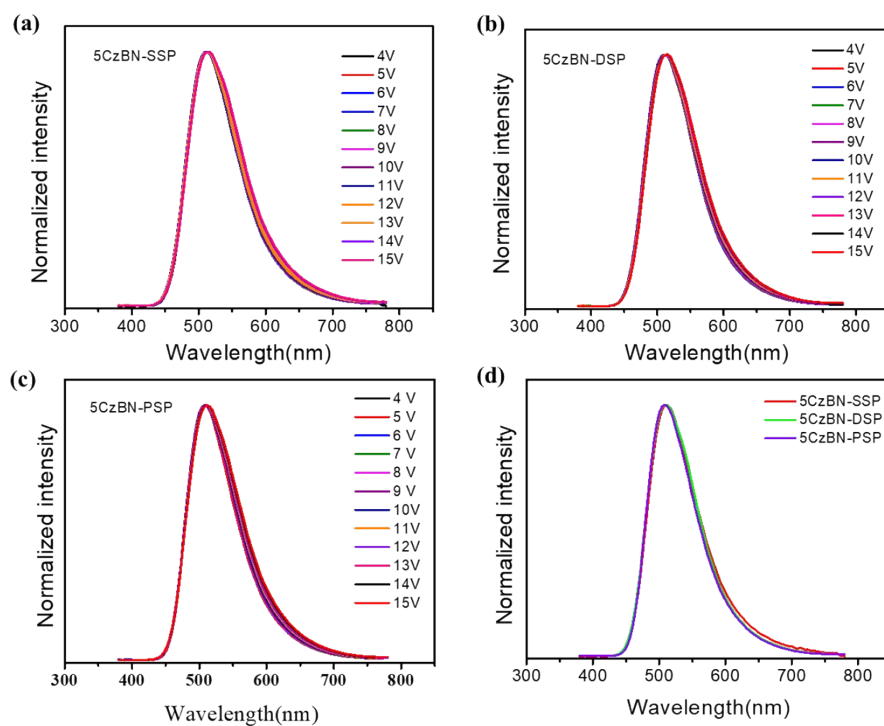 (a)
5CzBN-SSP
4V
5V
6V
7V
8V
9V
10V
11V
12V
13V
14V
15V
Normalized intensity
300 400 500 600 700 800
Wavelength(nm)
(b)
5CzBN-DSP
4V
5V
6V
7V
8V
9V
10V
11V
12V
13V
14V
15V
Normalized intensity
300 400 500 600 700 800
Wavelength(nm)
(c)
5CzBN-PSP
4 V
5 V
6 V
7 V
8 V
9 V
10V
11V
12V
13V
14V
15V
Normalized intensity
300 400 500 600 700 800
Wavelength(nm)
(d)
5CzBN-SSP
5CzBN-DSP
5CzBN-PSP
Normalized intensity
300 400 500 600 700 800
Wavelength(nm)